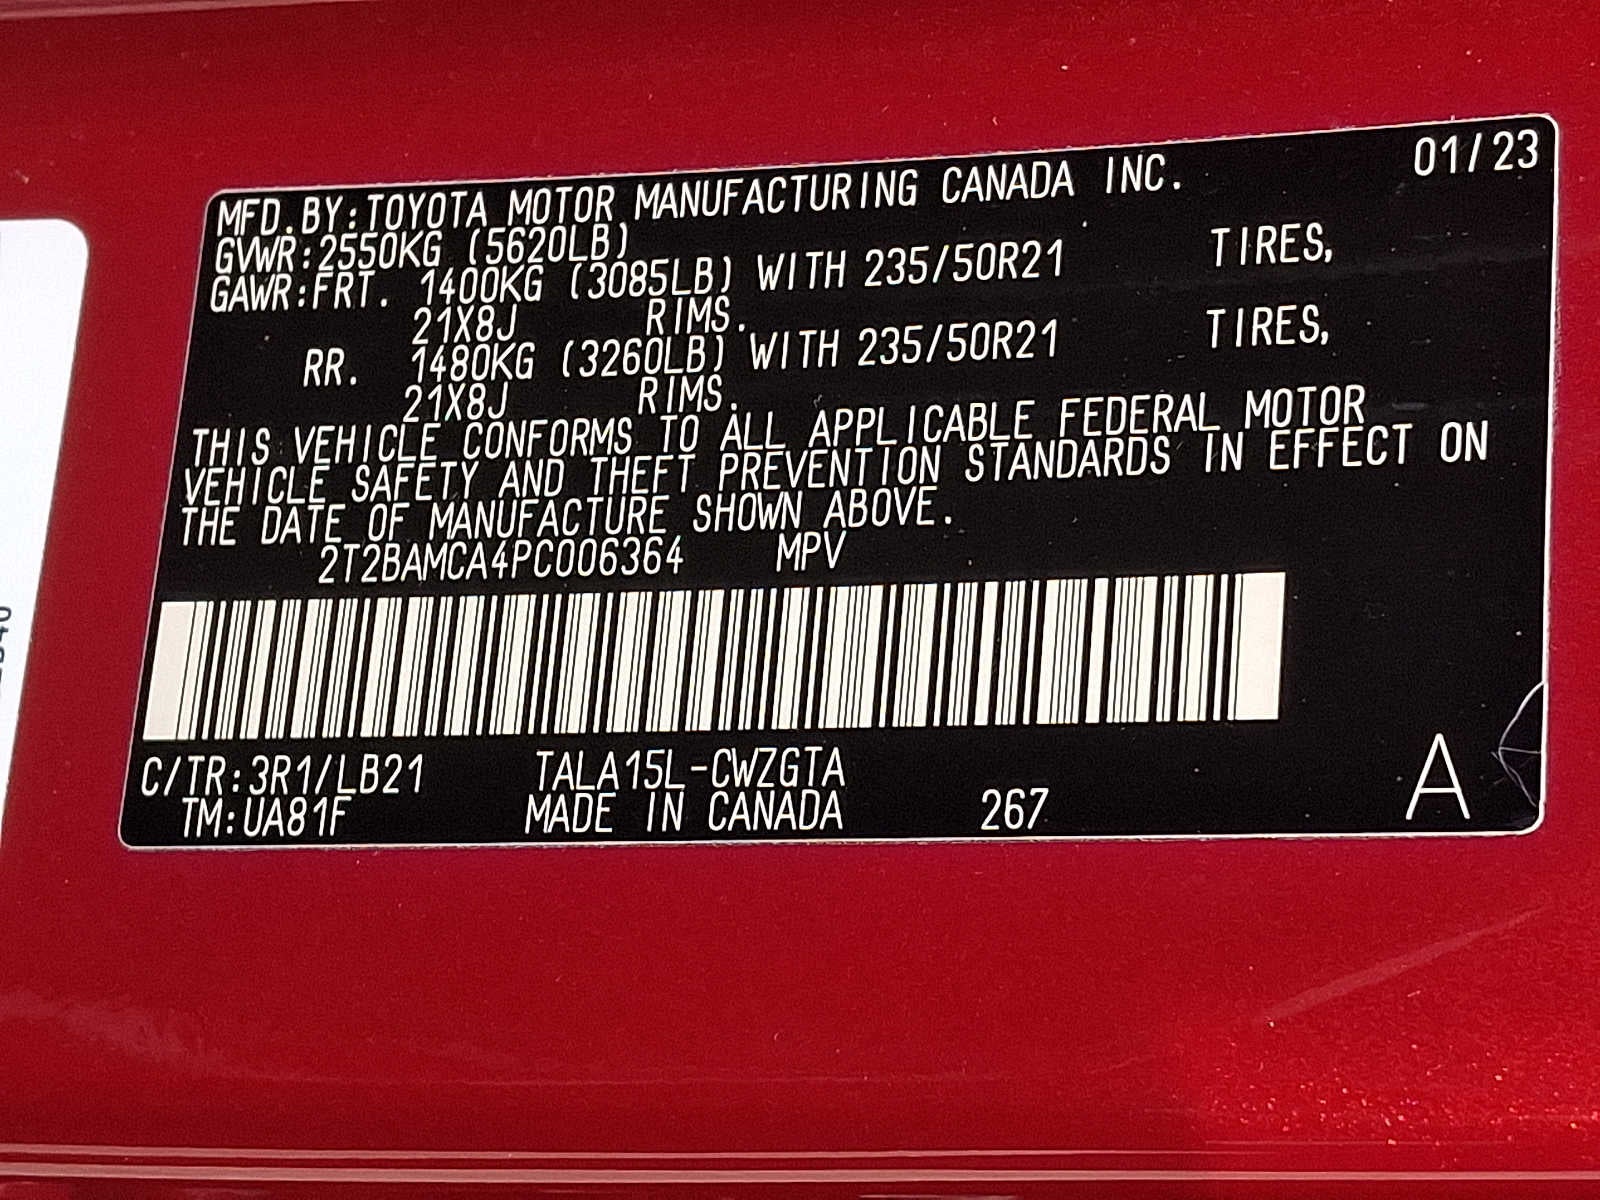 MFD.BY:TOYOTA MOTOR MANUFACTURING CANADA INC. 01/23
GVWR:2550KG (5620LB)
GAWR:FRT. 1400KG (3085LB) WITH 235/50R21 TIRES,
21X8J RIMS.
RR. 1480KG (3260LB) WITH 235/50R21 TIRES,
21X8J RIMS.
THIS VEHICLE CONFORMS TO ALL APPLICABLE FEDERAL MOTOR
VEHICLE SAFETY AND THEFT PREVENTION STANDARDS IN EFFECT ON
THE DATE OF MANUFACTURE SHOWN ABOVE.
2T2BAMCA4PC006364 MPV
C/TR:3R1/LB21 TALA15L-CWZGTA
TM:UA81F MADE IN CANADA 267 A